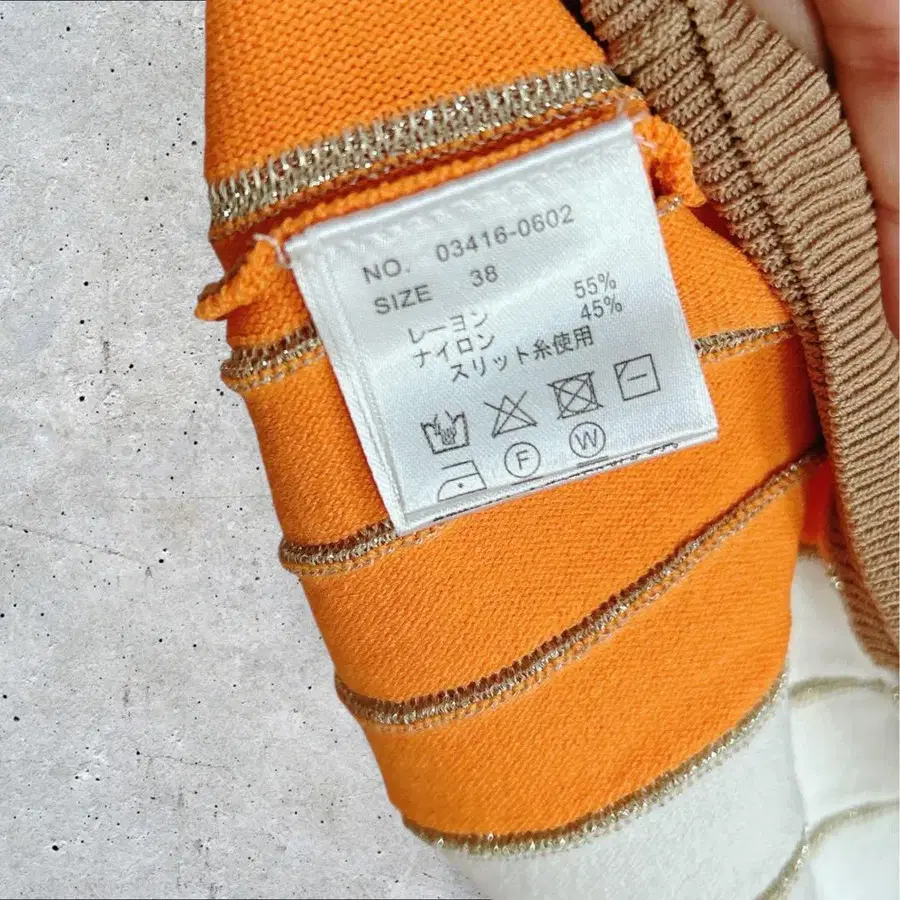 NO. 03416-0602
SIZE 38
レーヨン 55%
ナイロン 45%
スリット糸使用
F W